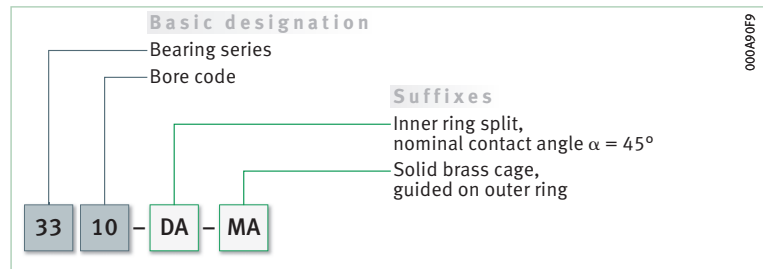 Basic designation
Bearing series
Bore code
Suffixes
Inner ring split,
nominal contact angle α = 45°
Solid brass cage,
guided on outer ring
33 10 – DA – MA
000A90F9